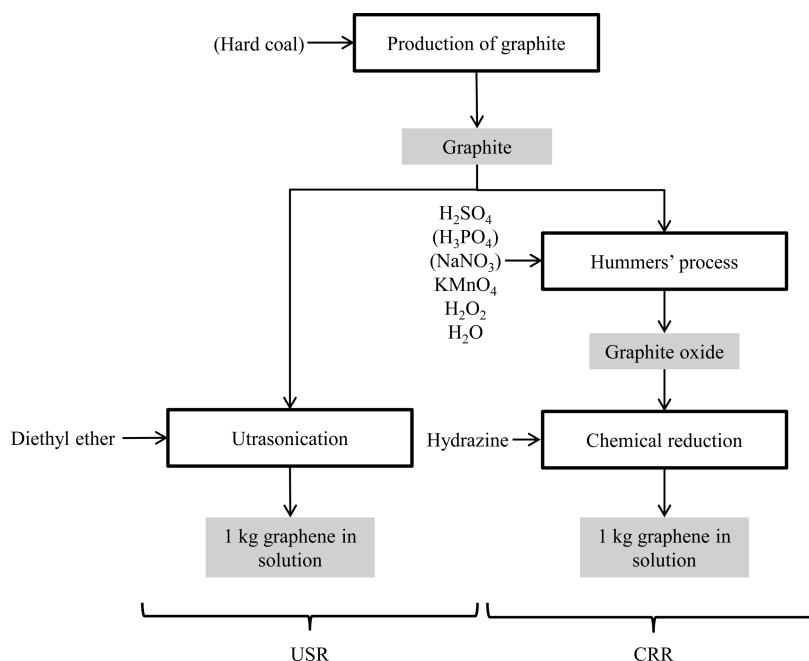 (Hard coal)
Production of graphite
Graphite
H₂SO₄
(H₃PO₄)
(NaNO₃)
KMnO₄
H₂O₂
H₂O
Hummers' process
Graphite oxide
Diethyl ether
Utrasonication
Hydrazine
Chemical reduction
1 kg graphene in
solution
1 kg graphene in
solution
USR
CRR